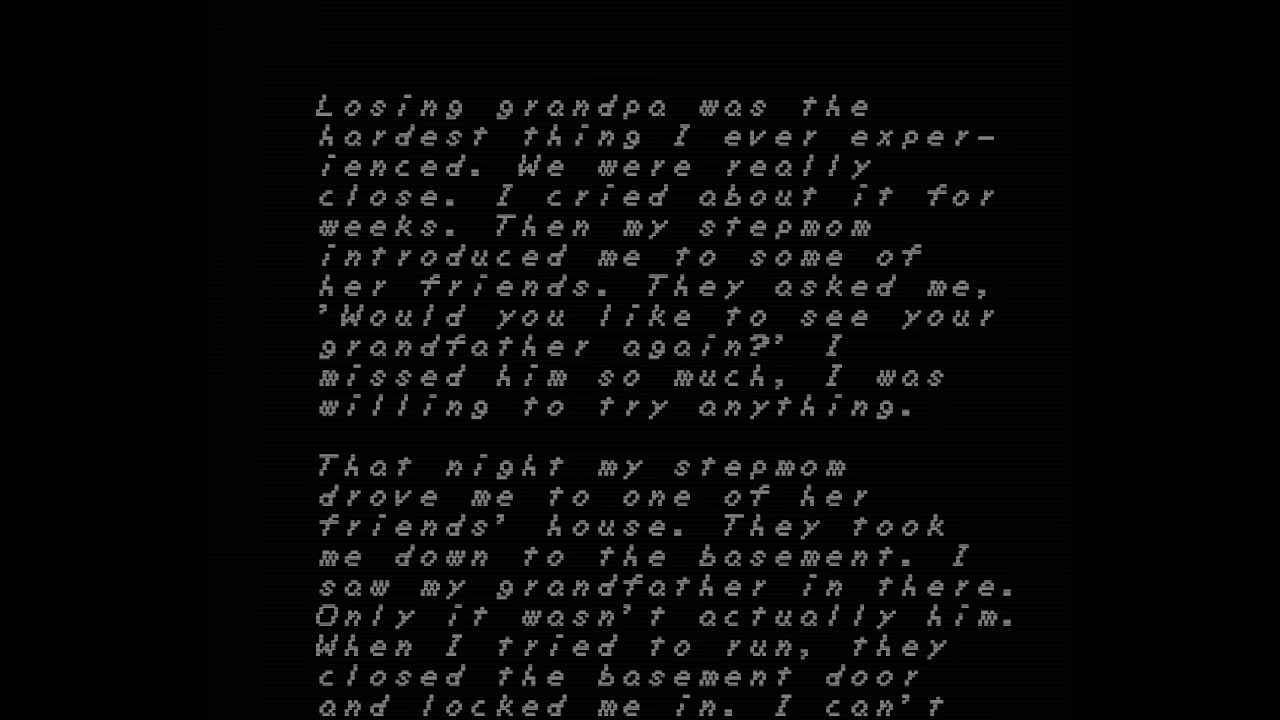 Losing grandpa was the
hardest thing I ever exper-
ienced. We were really
close. I cried about it for
weeks. Then my stepmom
introduced me to some of
her friends. They asked me,
'Would you like to see your
grandfather again?' I
missed him so much, I was
willing to try anything.

That night my stepmom
drove me to one of her
friends' house. They took
me down to the basement. I
saw my grandfather in there.
Only it wasn't actually him.
When I tried to run, they
closed the basement door
and locked me in. I can't